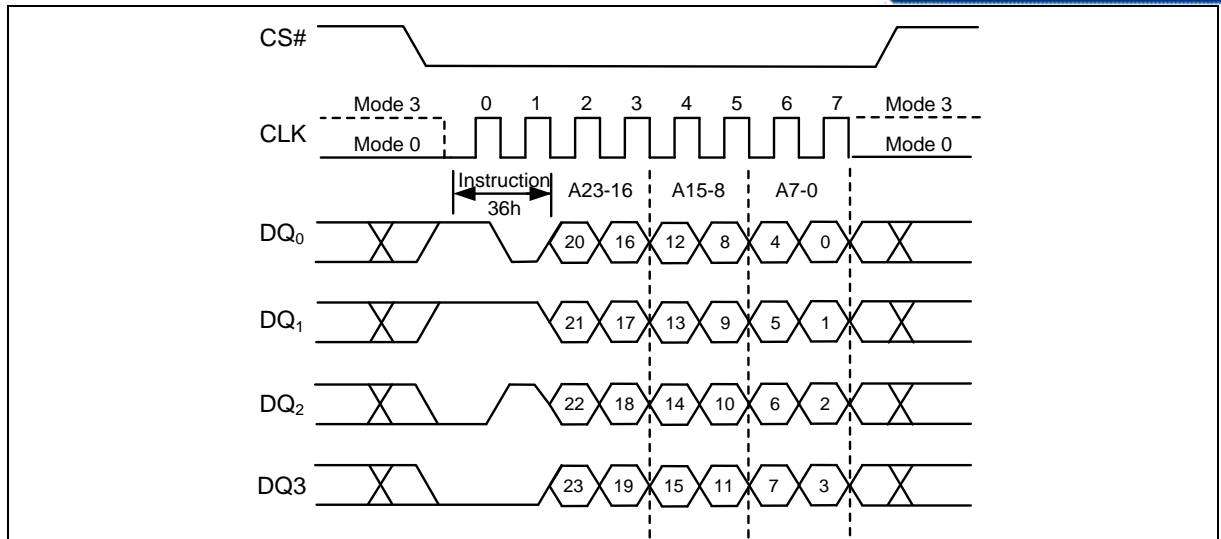 CS#
Mode 3 0 1 2 3 4 5 6 7 Mode 3
CLK
Mode 0 Mode 0
Instruction A23-16 A15-8 A7-0
36h
DQ₀ 20 16 12 8 4 0
DQ₁ 21 17 13 9 5 1
DQ₂ 22 18 14 10 6 2
DQ3 23 19 15 11 7 3